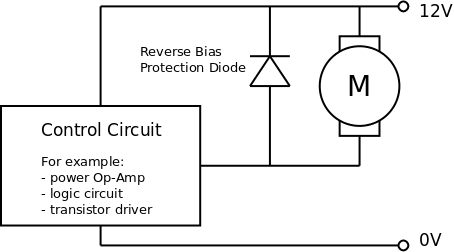 12V
Reverse Bias
Protection Diode
M
Control Circuit
For example:
- power Op-Amp
- logic circuit
- transistor driver
0V